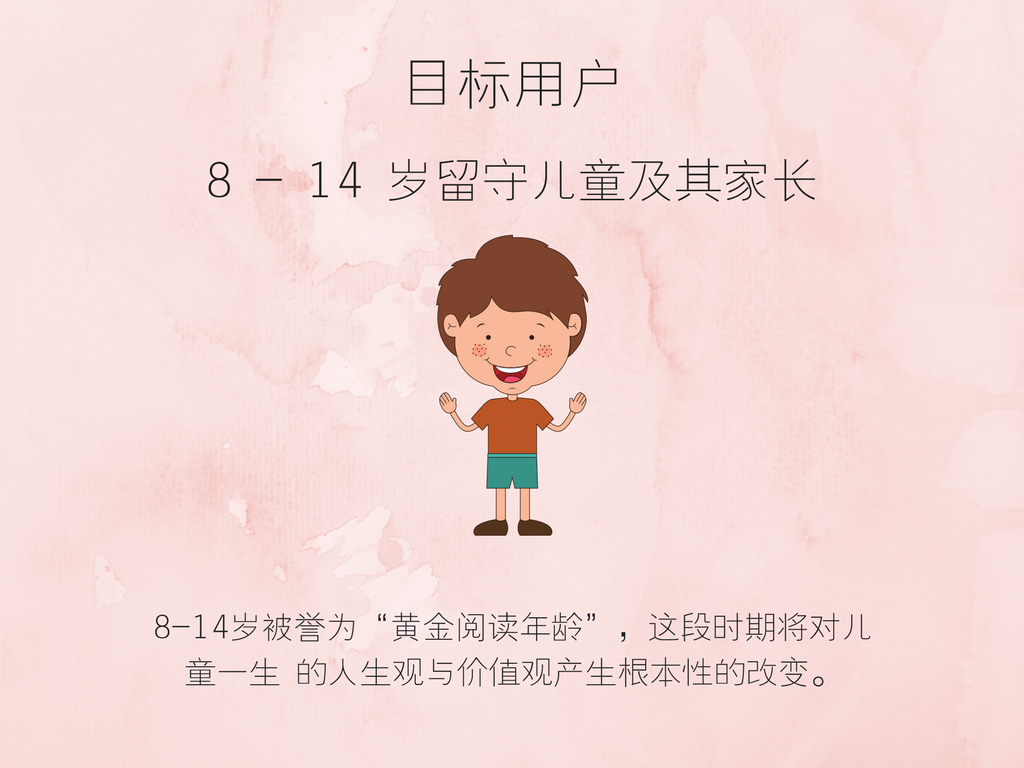 目标用户
8 - 14 岁留守儿童及其家长
8-14岁被誉为“黄金阅读年龄”，这段时期将对儿
童一生 的人生观与价值观产生根本性的改变。